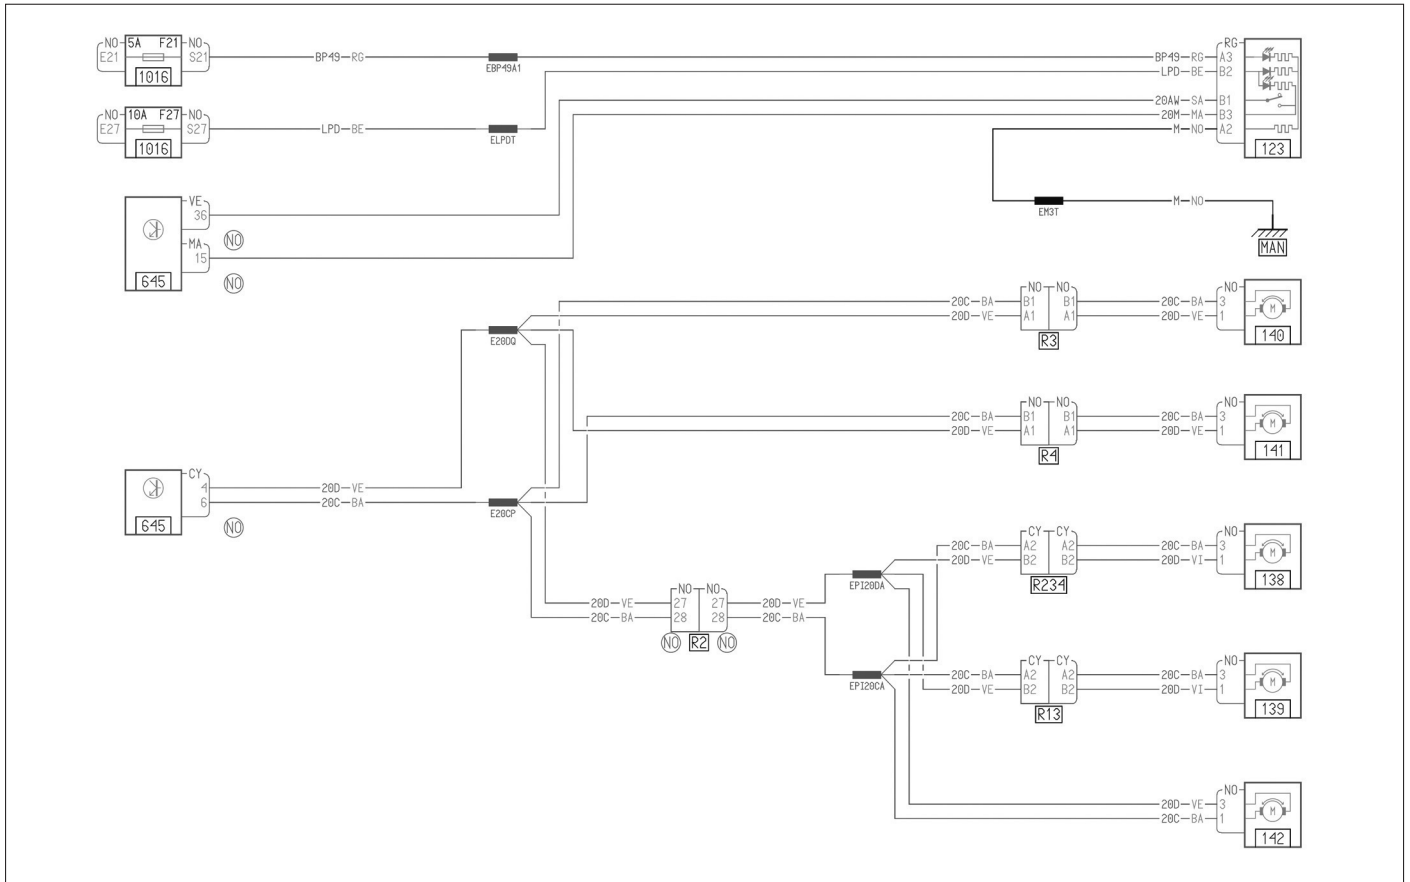 NO 5A F21 NO RG
E21 S21 BP49 RG BP49 RG A3
EBP49A1 LPD BE B2
1016
20AW SA B1
NO 10A F27 NO 20M MA B3
E27 S27 LPD BE M NO A2
ELPDT
1016 123
VE M NO
36 EM3T
NO MAN
MA
15
645 NO
NO NO NO
20C BA B1 B1 20C BA 3
20D VE A1 A1 20D VE 1 M
E20DQ R3 140
NO NO NO
20C BA B1 B1 20C BA 3
20D VE A1 A1 20D VE 1 M
R4 141
CY
4 20D VE
6 20C BA
E20CP
645 NO
CY CY NO
20C BA A2 A2 20C BA 3
20D VE B2 B2 20D VI 1 M
EPI20DA R234 138
NO NO
20D VE 27 27 20D VE
20C BA 28 28 20C BA
NO R2 NO
CY CY NO
20C BA A2 A2 20C BA 3
EPI20CA 20D VE B2 B2 20D VI 1 M
R13 139
NO
20D VE 3
20C BA 1 M
142